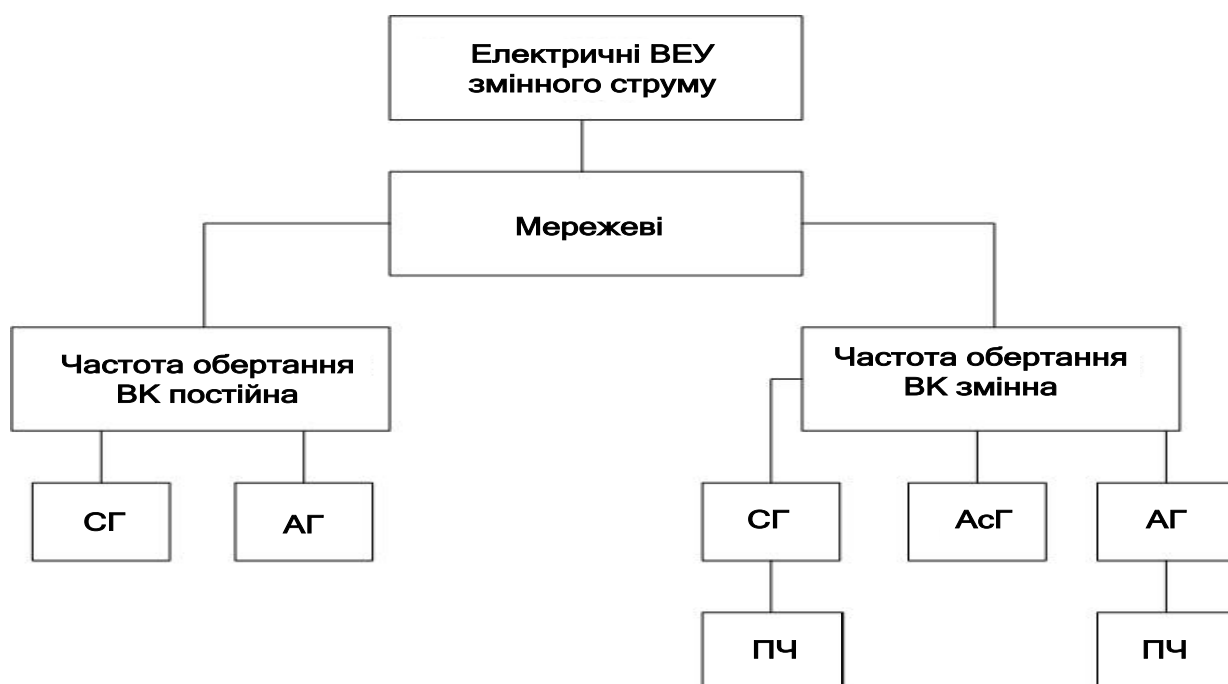 Електричні ВЕУ
змінного струму
Мережеві
Частота обертання
ВК постійна
Частота обертання
ВК змінна
СГ
АГ
СГ
АсГ
АГ
ПЧ
ПЧ